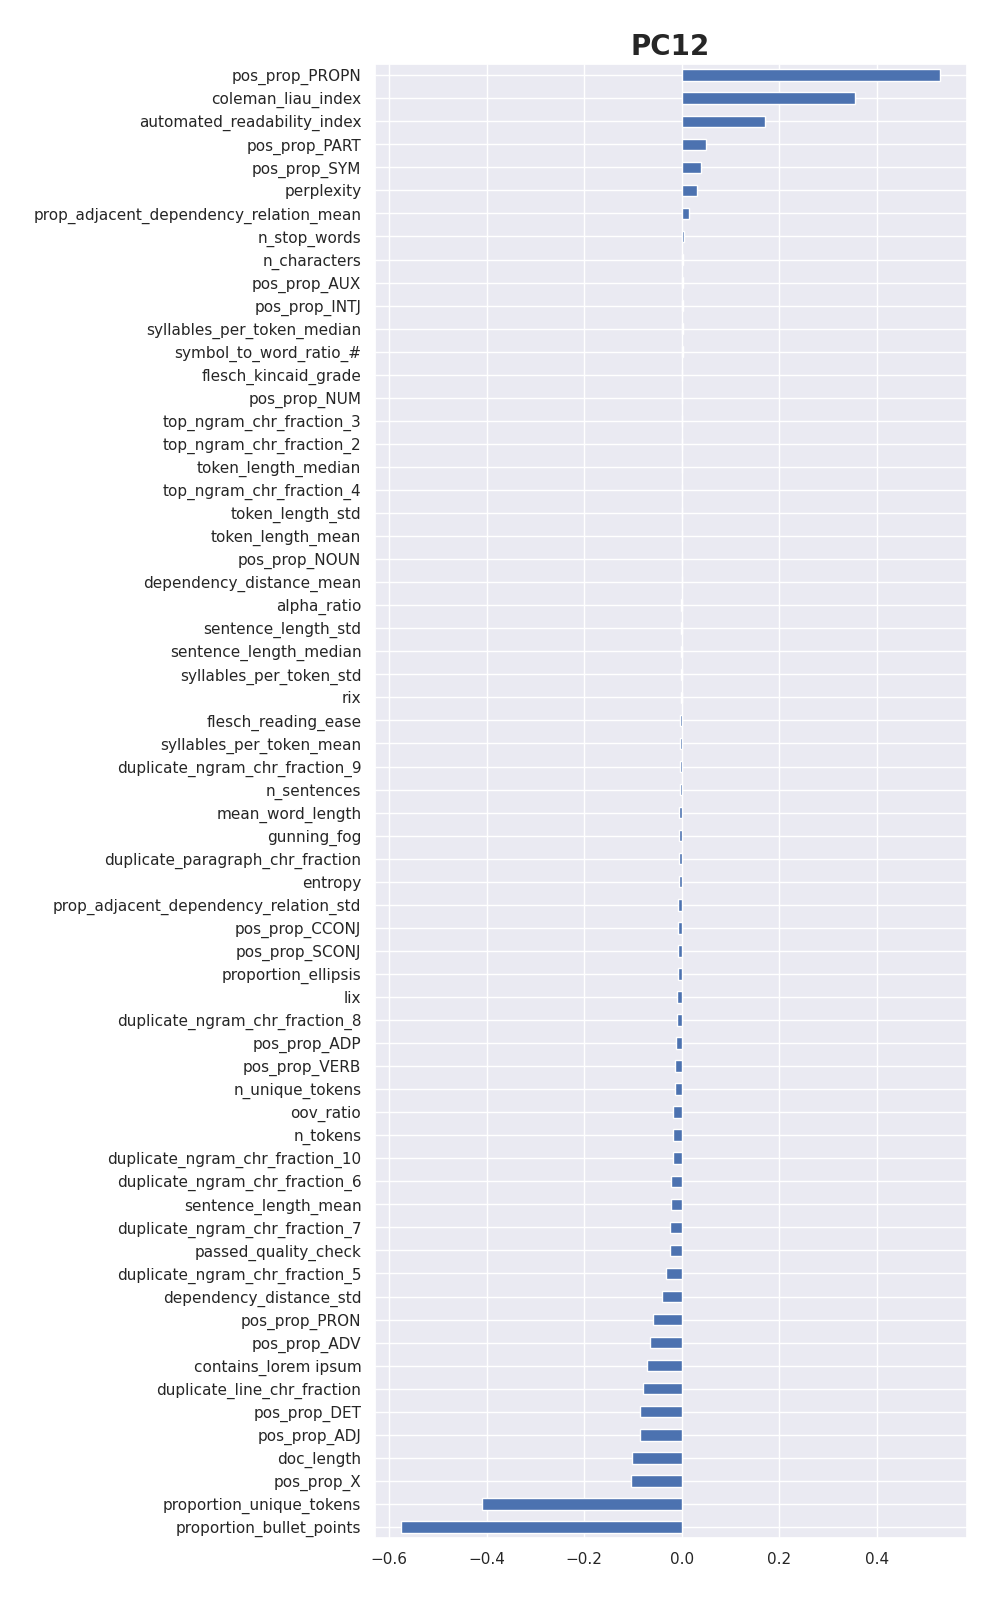 PC12
pos_prop_PROPN
coleman_liau_index
automated_readability_index
pos_prop_PART
pos_prop_SYM
perplexity
prop_adjacent_dependency_relation_mean
n_stop_words
n_characters
pos_prop_AUX
pos_prop_INTJ
syllables_per_token_median
symbol_to_word_ratio_#
flesch_kincaid_grade
pos_prop_NUM
top_ngram_chr_fraction_3
top_ngram_chr_fraction_2
token_length_median
top_ngram_chr_fraction_4
token_length_std
token_length_mean
pos_prop_NOUN
dependency_distance_mean
alpha_ratio
sentence_length_std
sentence_length_median
syllables_per_token_std
rix
flesch_reading_ease
syllables_per_token_mean
duplicate_ngram_chr_fraction_9
n_sentences
mean_word_length
gunning_fog
duplicate_paragraph_chr_fraction
entropy
prop_adjacent_dependency_relation_std
pos_prop_CCONJ
pos_prop_SCONJ
proportion_ellipsis
lix
duplicate_ngram_chr_fraction_8
pos_prop_ADP
pos_prop_VERB
n_unique_tokens
oov_ratio
n_tokens
duplicate_ngram_chr_fraction_10
duplicate_ngram_chr_fraction_6
sentence_length_mean
duplicate_ngram_chr_fraction_7
passed_quality_check
duplicate_ngram_chr_fraction_5
dependency_distance_std
pos_prop_PRON
pos_prop_ADV
contains_lorem ipsum
duplicate_line_chr_fraction
pos_prop_DET
pos_prop_ADJ
doc_length
pos_prop_X
proportion_unique_tokens
proportion_bullet_points
−0.6 −0.4 −0.2 0.0 0.2 0.4